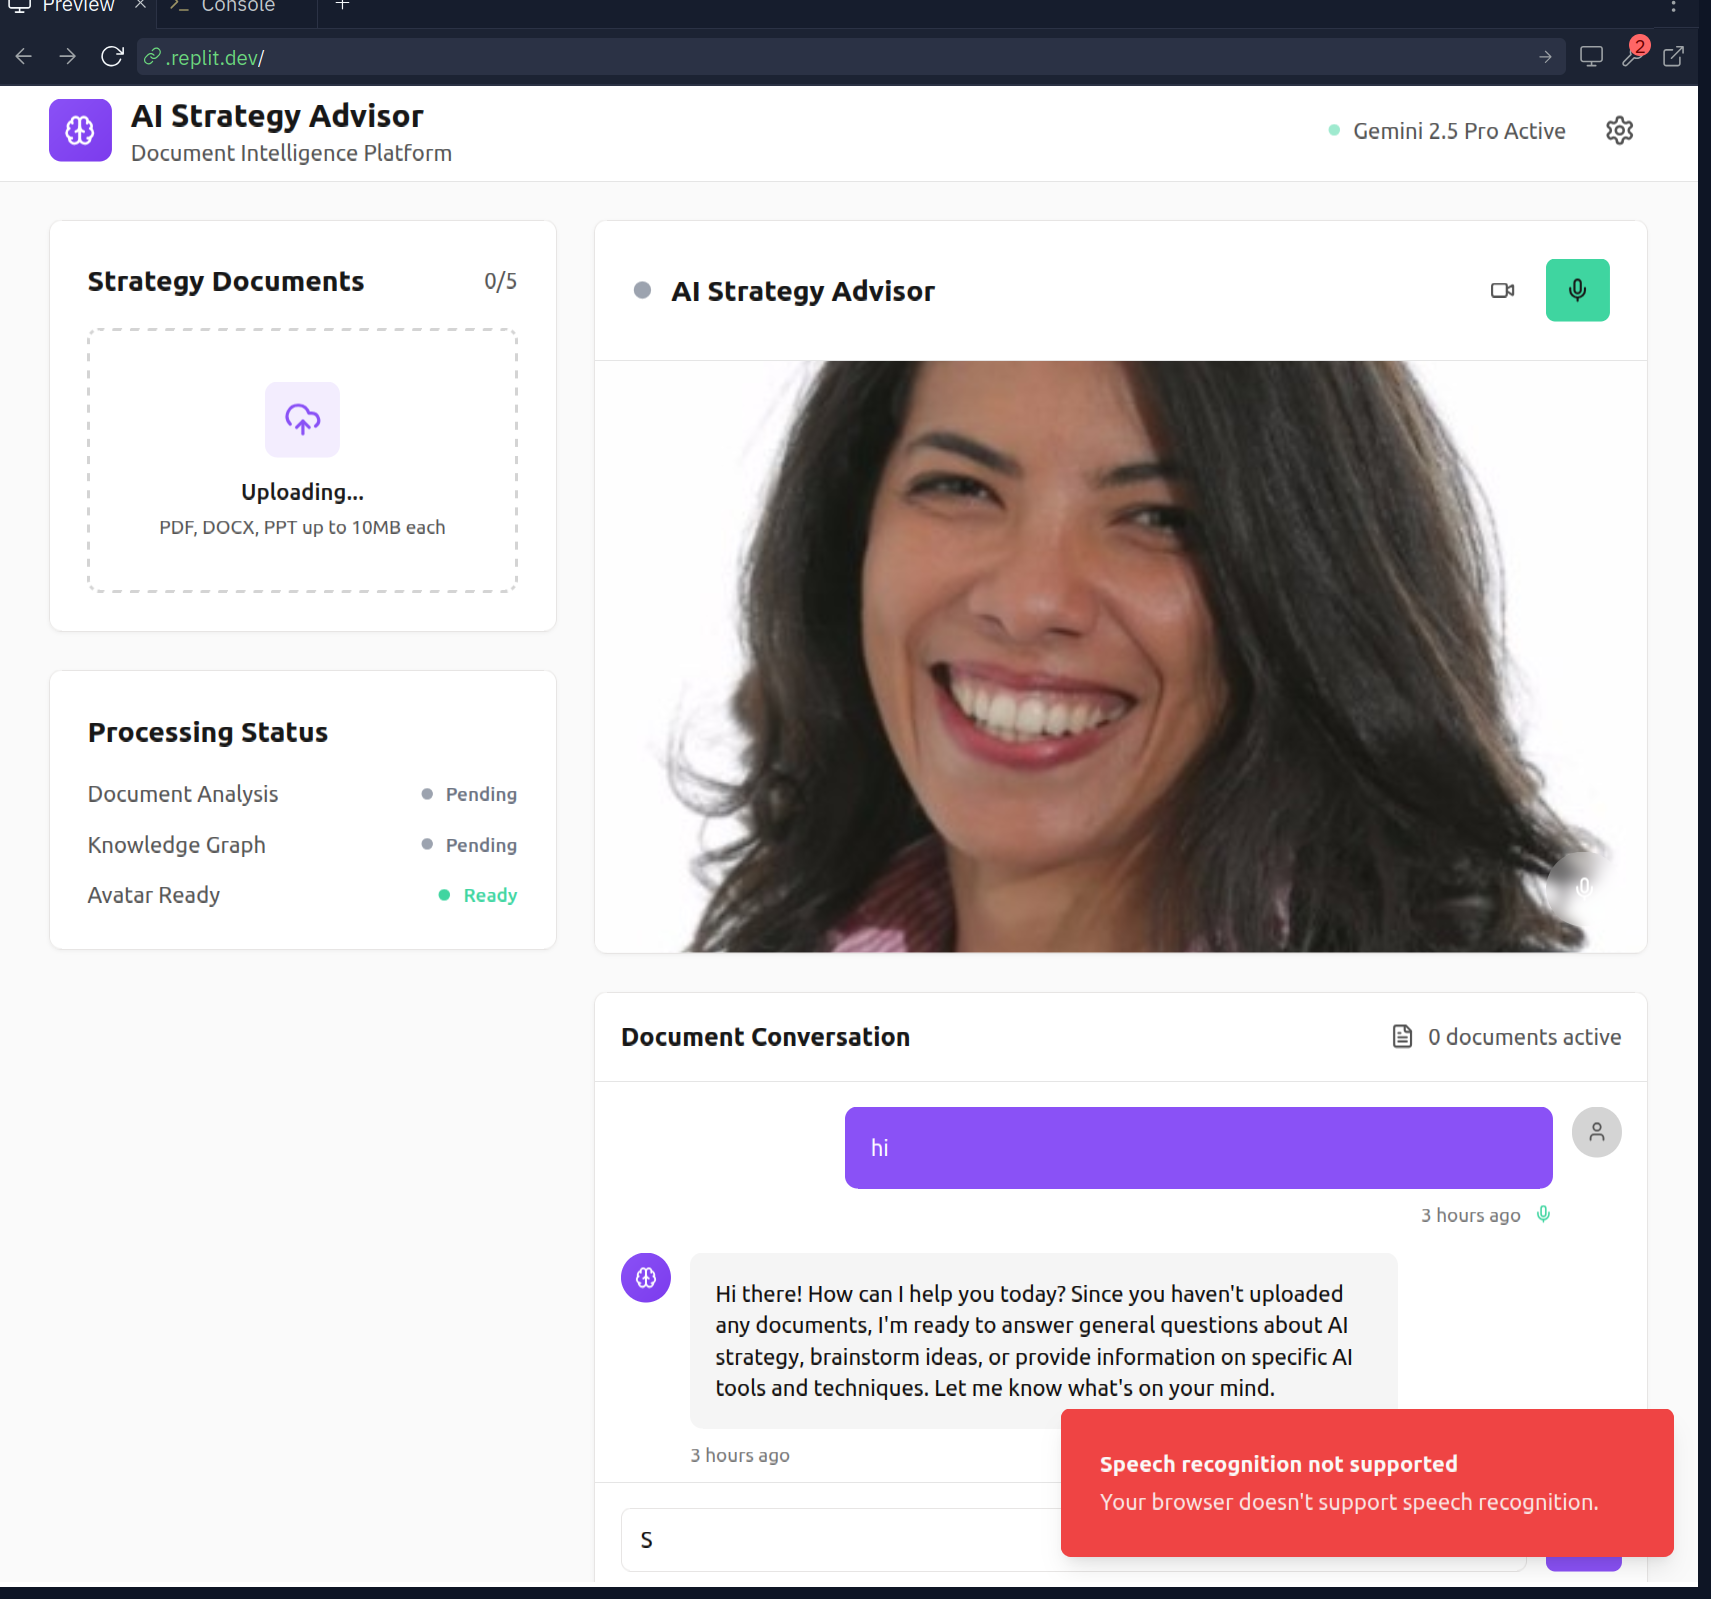 Preview
Console
.replit.dev/
2
AI Strategy Advisor
Document Intelligence Platform
Gemini 2.5 Pro Active
Strategy Documents
0/5
Uploading...
PDF, DOCX, PPT up to 10MB each
Processing Status
Document Analysis
Pending
Knowledge Graph
Pending
Avatar Ready
Ready
AI Strategy Advisor
Document Conversation
0 documents active
hi
3 hours ago
Hi there! How can I help you today? Since you haven't uploaded
any documents, I'm ready to answer general questions about AI
strategy, brainstorm ideas, or provide information on specific AI
tools and techniques. Let me know what's on your mind.
3 hours ago
Speech recognition not supported
Your browser doesn't support speech recognition.
S